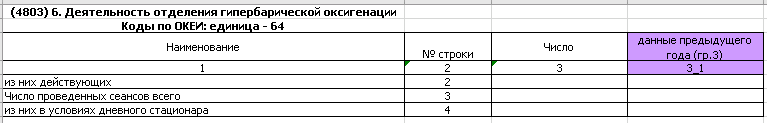 (4803) 6. Деятельность отделения гипербарической оксигенации
Коды по ОКЕИ: единица - 64
Наименование № строки Число данные предыдущего года (гр.3)
1 2 3 3_1
из них действующих 2
Число проведенных сеансов всего 3
из них в условиях дневного стационара 4